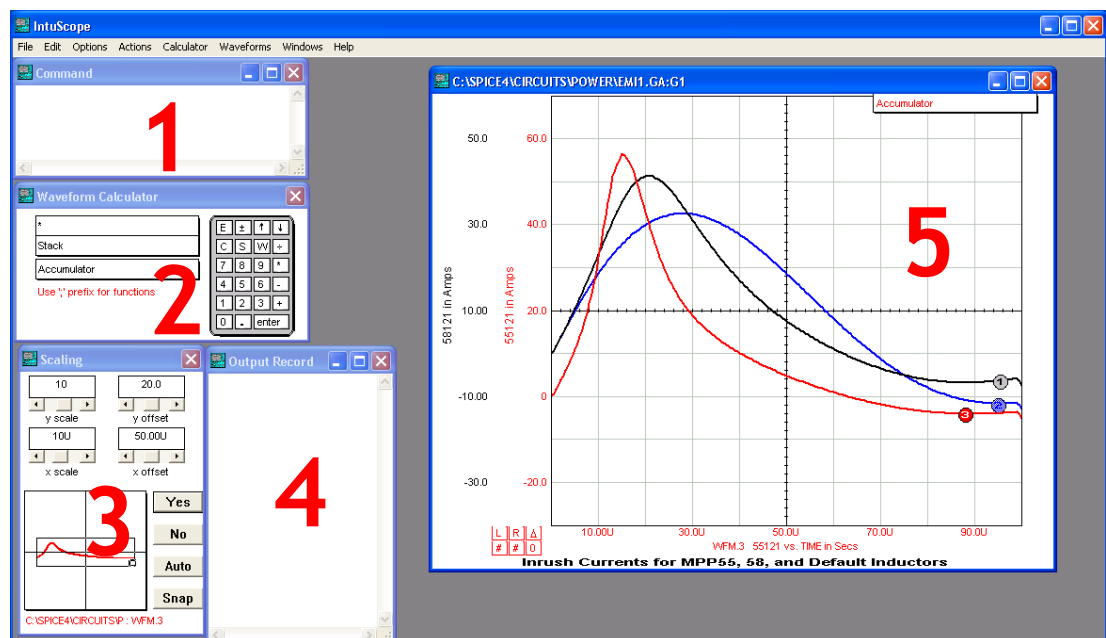 IntuScope
File Edit Options Actions Calculator Waveforms Windows Help
Command
1
Waveform Calculator
*
Stack
Accumulator
Use ';' prefix for functions
E ± ↑ ↓
C S W ÷
7 8 9 *
4 5 6 -
1 2 3 +
0 . enter
2
Scaling
10 20.0
y scale y offset
10U 50.00U
x scale x offset
Yes
No
Auto
Snap
3
C:\SPICE4\CIRCUITS\P : WFM.3
Output Record
4
C:\SPICE4\CIRCUITS\POWER\EMI1.GA:G1
Accumulator
5
50.0 60.0
30.0 40.0
10.00 20.0
-10.00 0
-30.0 -20.0
58121 in Amps
55121 in Amps
1
2
3
L R Δ
# # 0
10.00U 30.0U 50.0U 70.0U 90.0U
WFM.3 55121 vs. TIME in Secs
Inrush Currents for MPP55, 58, and Default Inductors